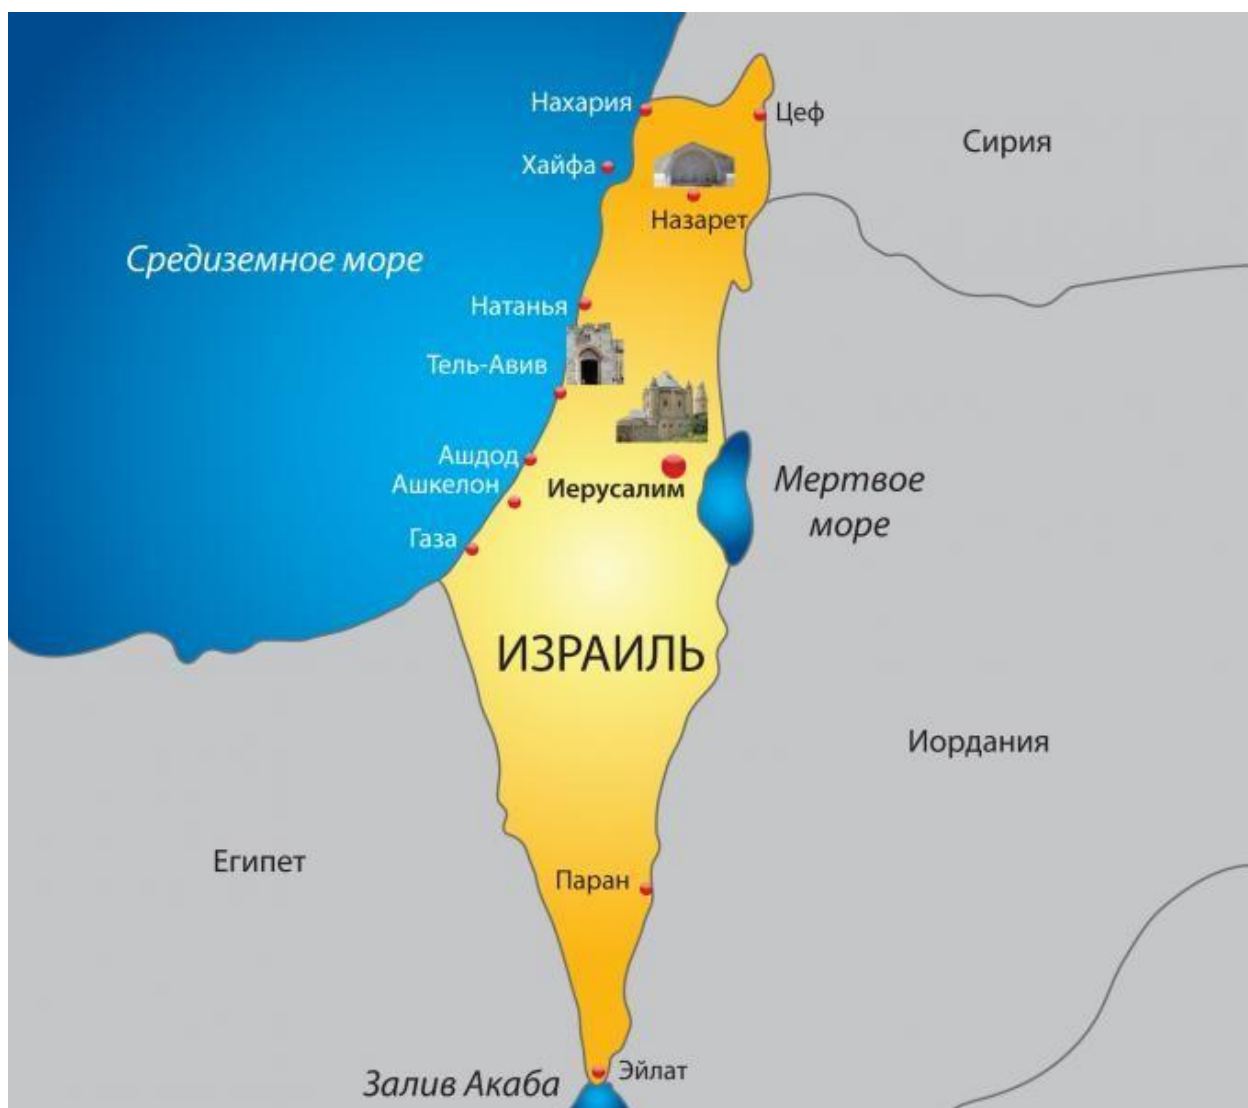 Нахария
Цеф
Сирия
Хайфа
Назарет
Средиземное море
Натанья
Тель-Авив
Ашдод
Ашкелон
Иерусалим
Мертвое
море
Газа
ИЗРАИЛЬ
Иордания
Египет
Паран
Эйлат
Залив Акаба